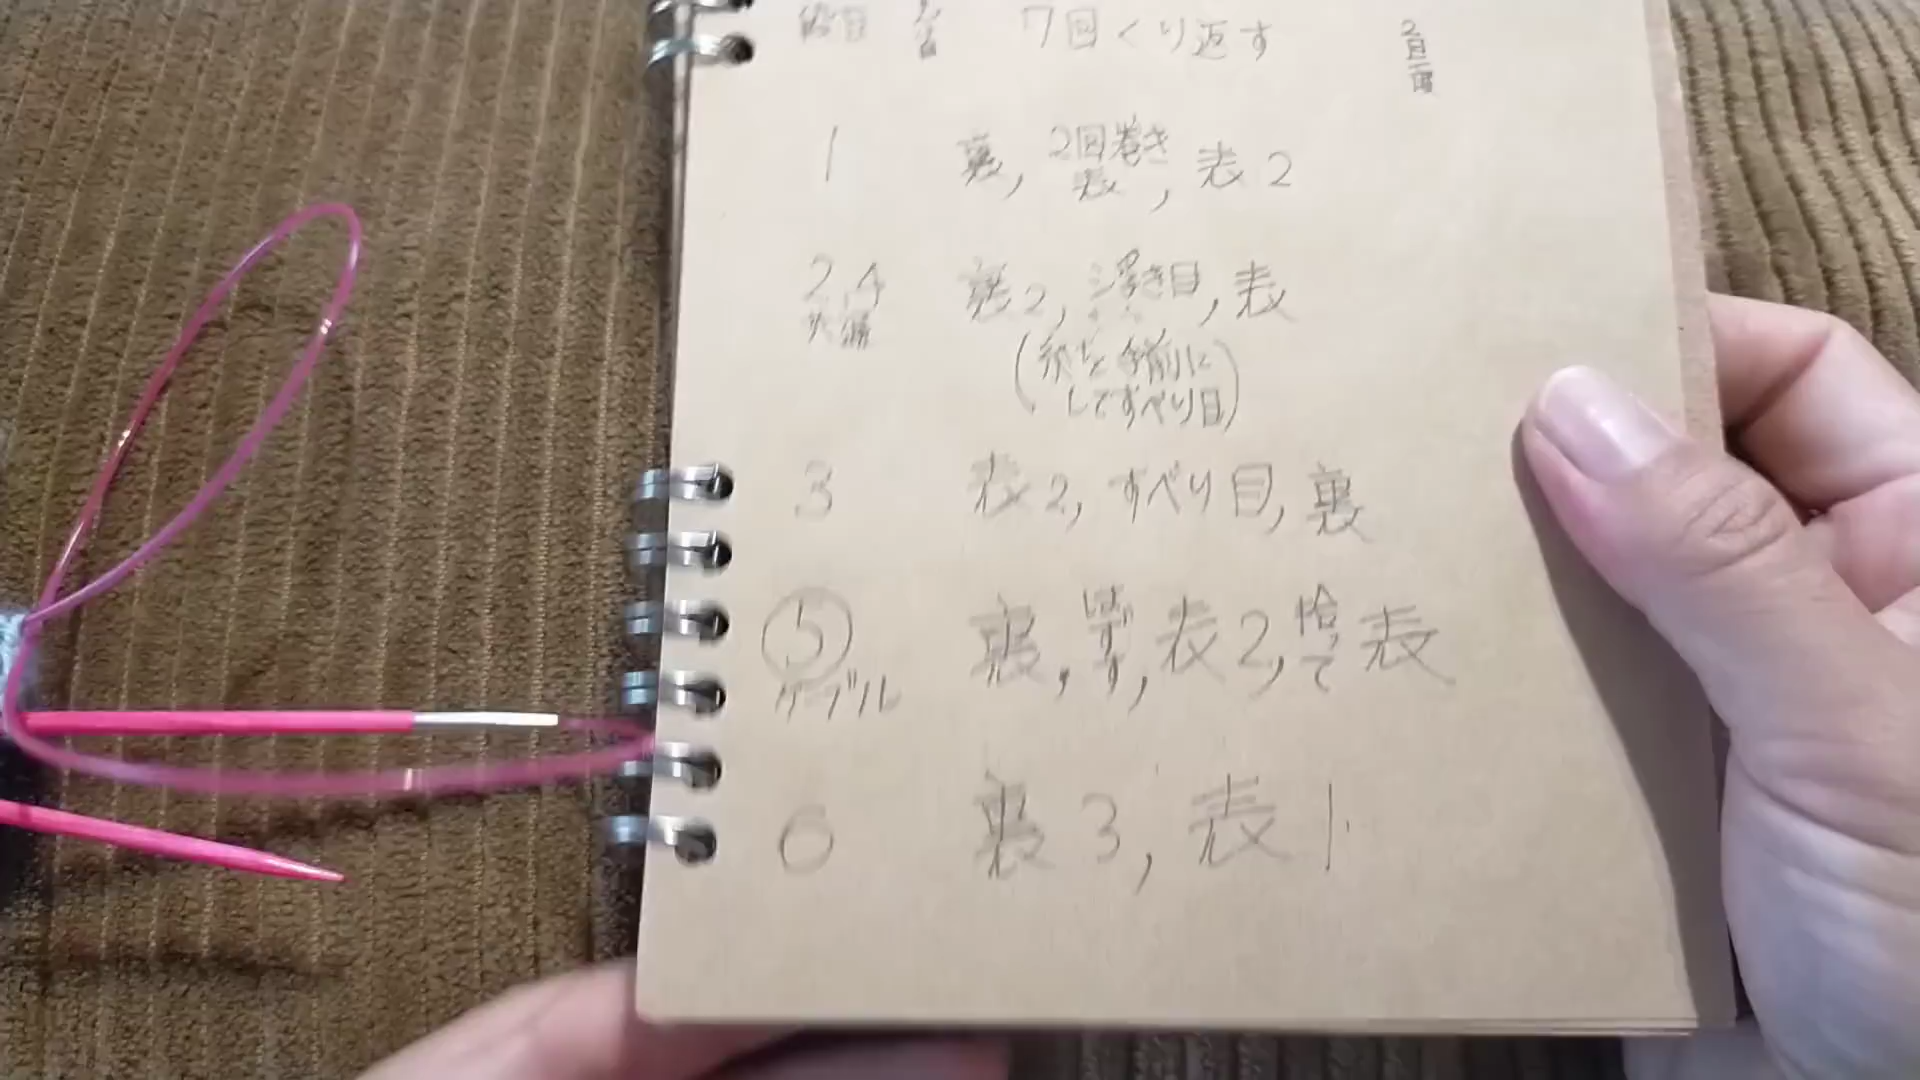 7回くり返す
2目一度
1 裏, 2回巻き表, 表2
2,4 裏2, 浮き目, 表
(糸を手前に
してすべり目)
3 表2, すべり目, 裏
5 裏, はずす, 表2, 拾って表
ケーブル
6 裏3, 表1